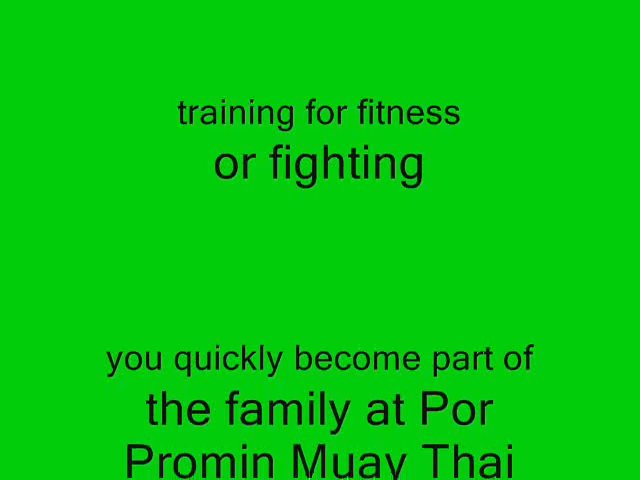 training for fitness
or fighting
you quickly become part of
the family at Por
Promin Muay Thai